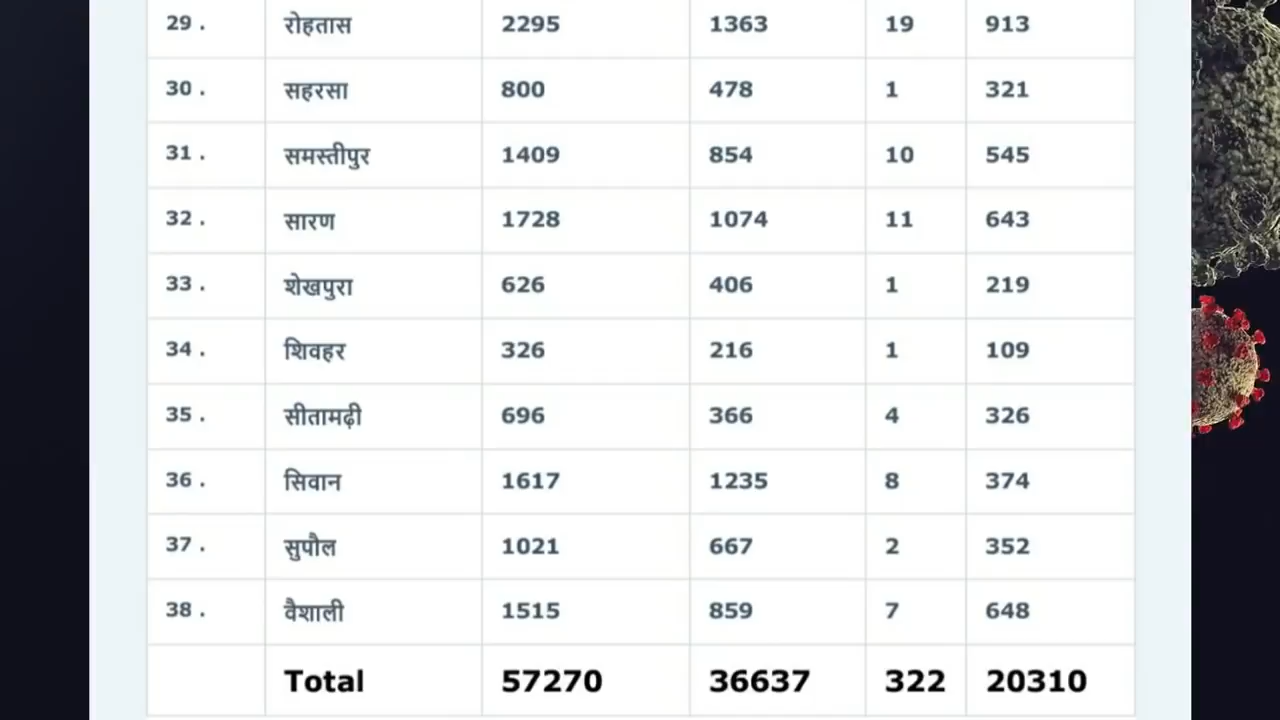 29 . रोहतास 2295 1363 19 913
30 . सहरसा 800 478 1 321
31 . समस्तीपुर 1409 854 10 545
32 . सारण 1728 1074 11 643
33 . शेखपुरा 626 406 1 219
34 . शिवहर 326 216 1 109
35 . सीतामढ़ी 696 366 4 326
36 . सिवान 1617 1235 8 374
37 . सुपौल 1021 667 2 352
38 . वैशाली 1515 859 7 648
Total 57270 36637 322 20310